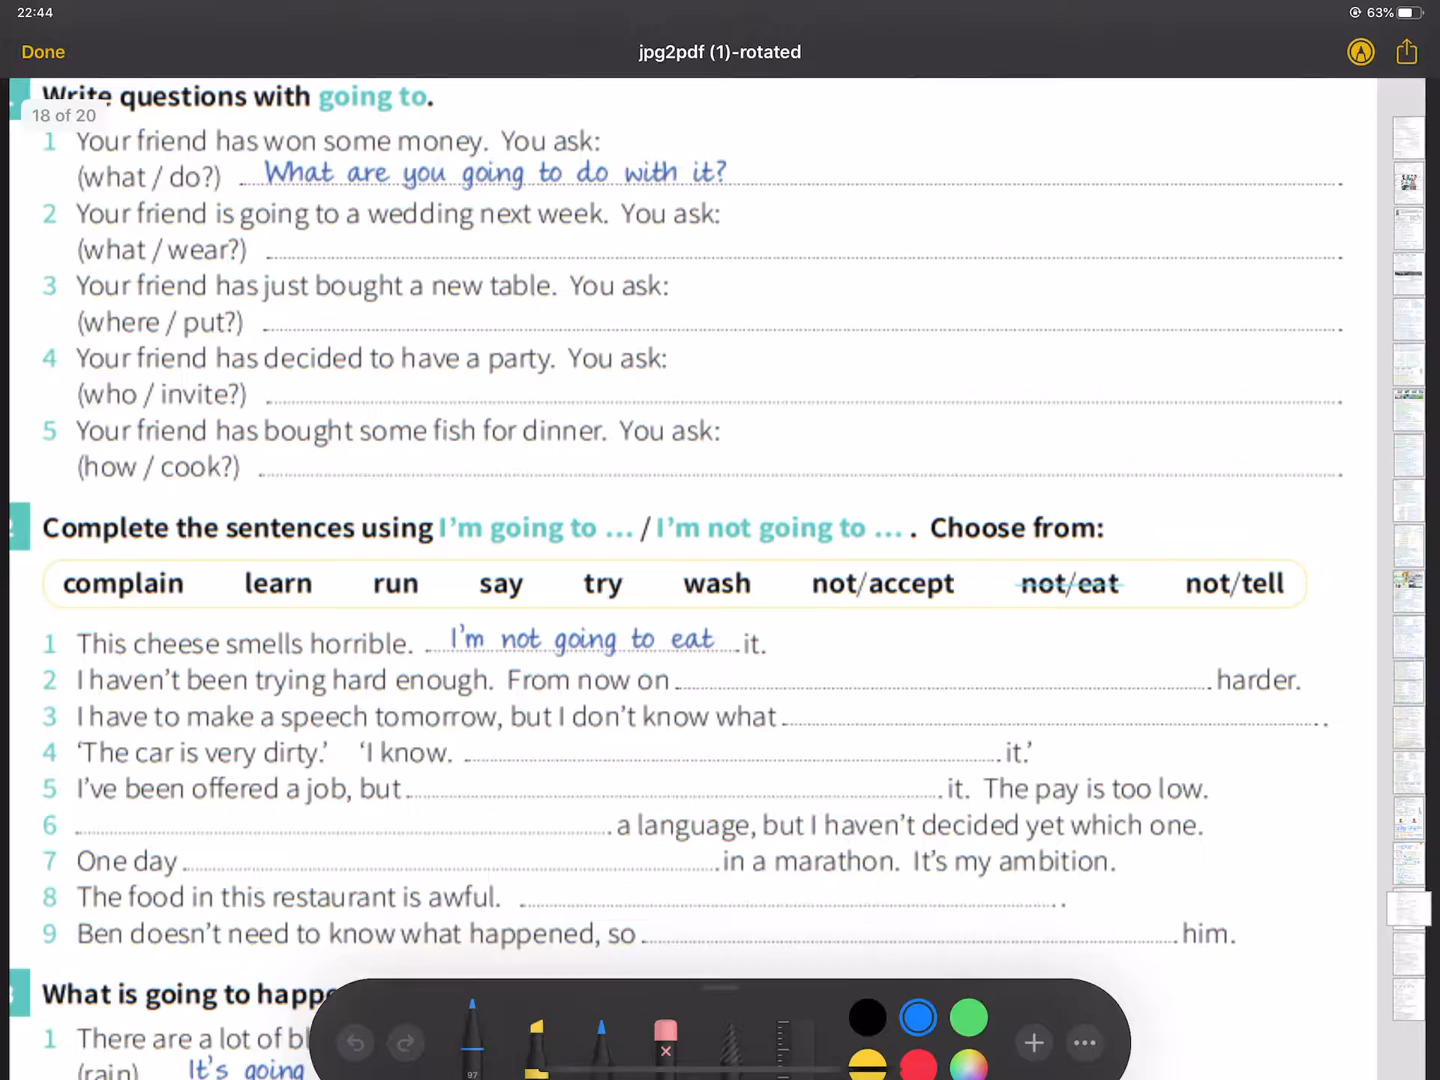 22:44
63%
Done
jpg2pdf (1)-rotated
Write questions with going to.
18 of 20
1 Your friend has won some money. You ask:
(what / do?) What are you going to do with it?
2 Your friend is going to a wedding next week. You ask:
(what / wear?)
3 Your friend has just bought a new table. You ask:
(where / put?)
4 Your friend has decided to have a party. You ask:
(who / invite?)
5 Your friend has bought some fish for dinner. You ask:
(how / cook?)
Complete the sentences using I'm going to ... / I'm not going to ... . Choose from:
complain learn run say try wash not/accept not/eat not/tell
1 This cheese smells horrible. I'm not going to eat it.
2 I haven't been trying hard enough. From now on harder.
3 I have to make a speech tomorrow, but I don't know what .
4 'The car is very dirty.' 'I know. it.'
5 I've been offered a job, but it. The pay is too low.
6 a language, but I haven't decided yet which one.
7 One day in a marathon. It's my ambition.
8 The food in this restaurant is awful. .
9 Ben doesn't need to know what happened, so him.
What is going to happe
1 There are a lot of bl
(rain) It's going
97